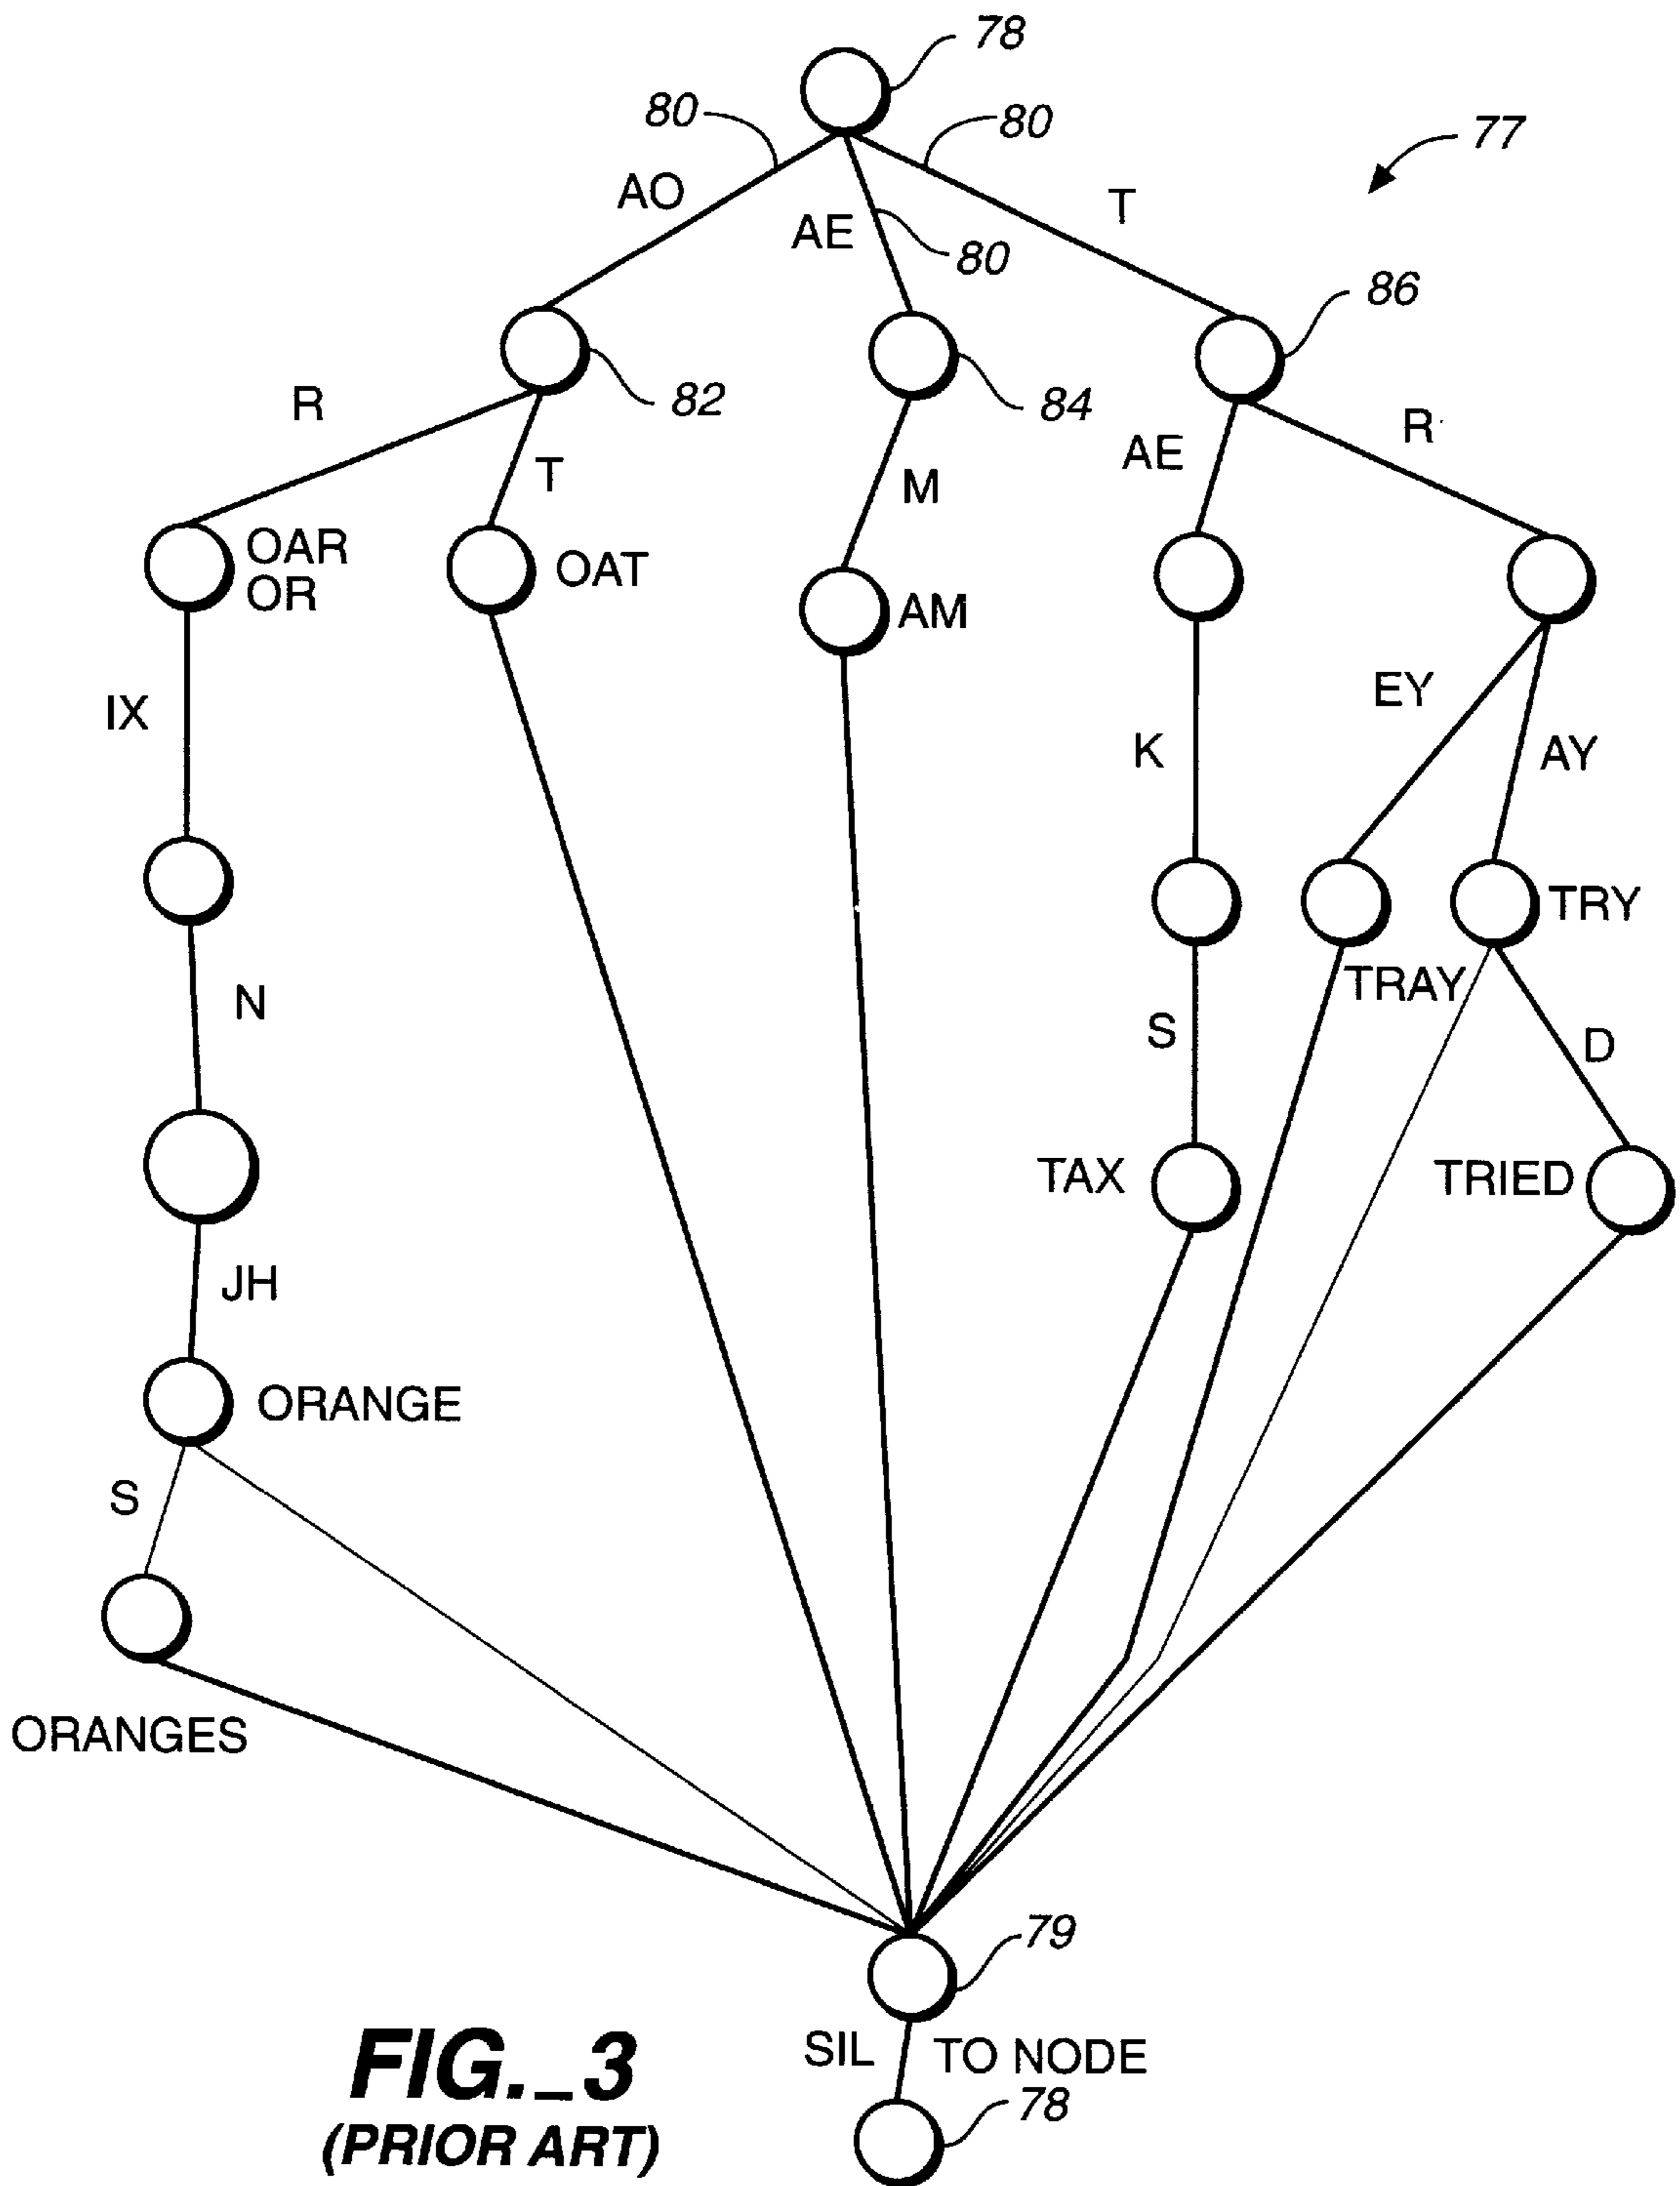 78
80
80
77
AO
AE
80
T
86
82
84
R
T
M
AE
R
OAR
OR
OAT
AM
IX
K
EY
AY
TRY
N
TRAY
S
D
TAX
TRIED
JH
ORANGE
S
ORANGES
79
SIL
TO NODE
78
FIG._3
(PRIOR ART)